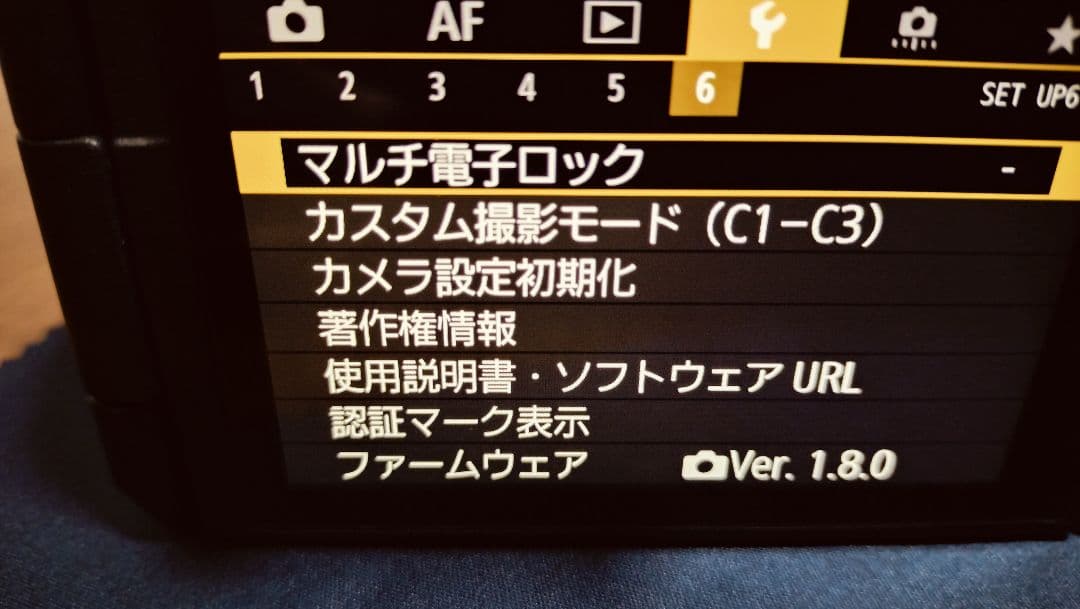 AF
1 2 3 4 5 6 SET UP6
マルチ電子ロック -
カスタム撮影モード（C1-C3）
カメラ設定初期化
著作権情報
使用説明書・ソフトウェア URL
認証マーク表示
ファームウェア Ver. 1.8.0